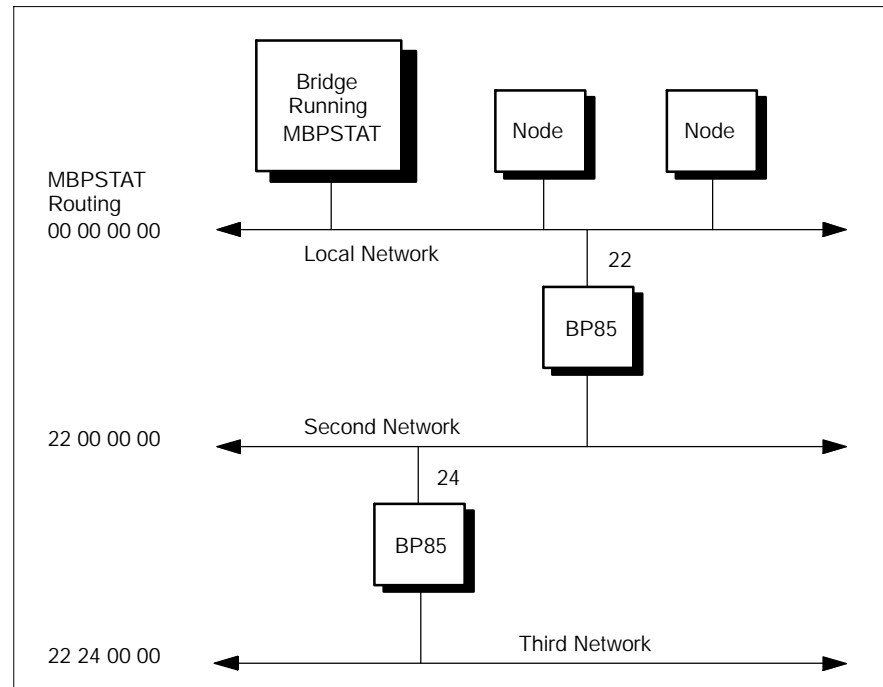 Bridge
Running
MBPSTAT
Node
Node
MBPSTAT
Routing
00 00 00 00
Local Network
22
BP85
22 00 00 00
Second Network
24
BP85
22 24 00 00
Third Network